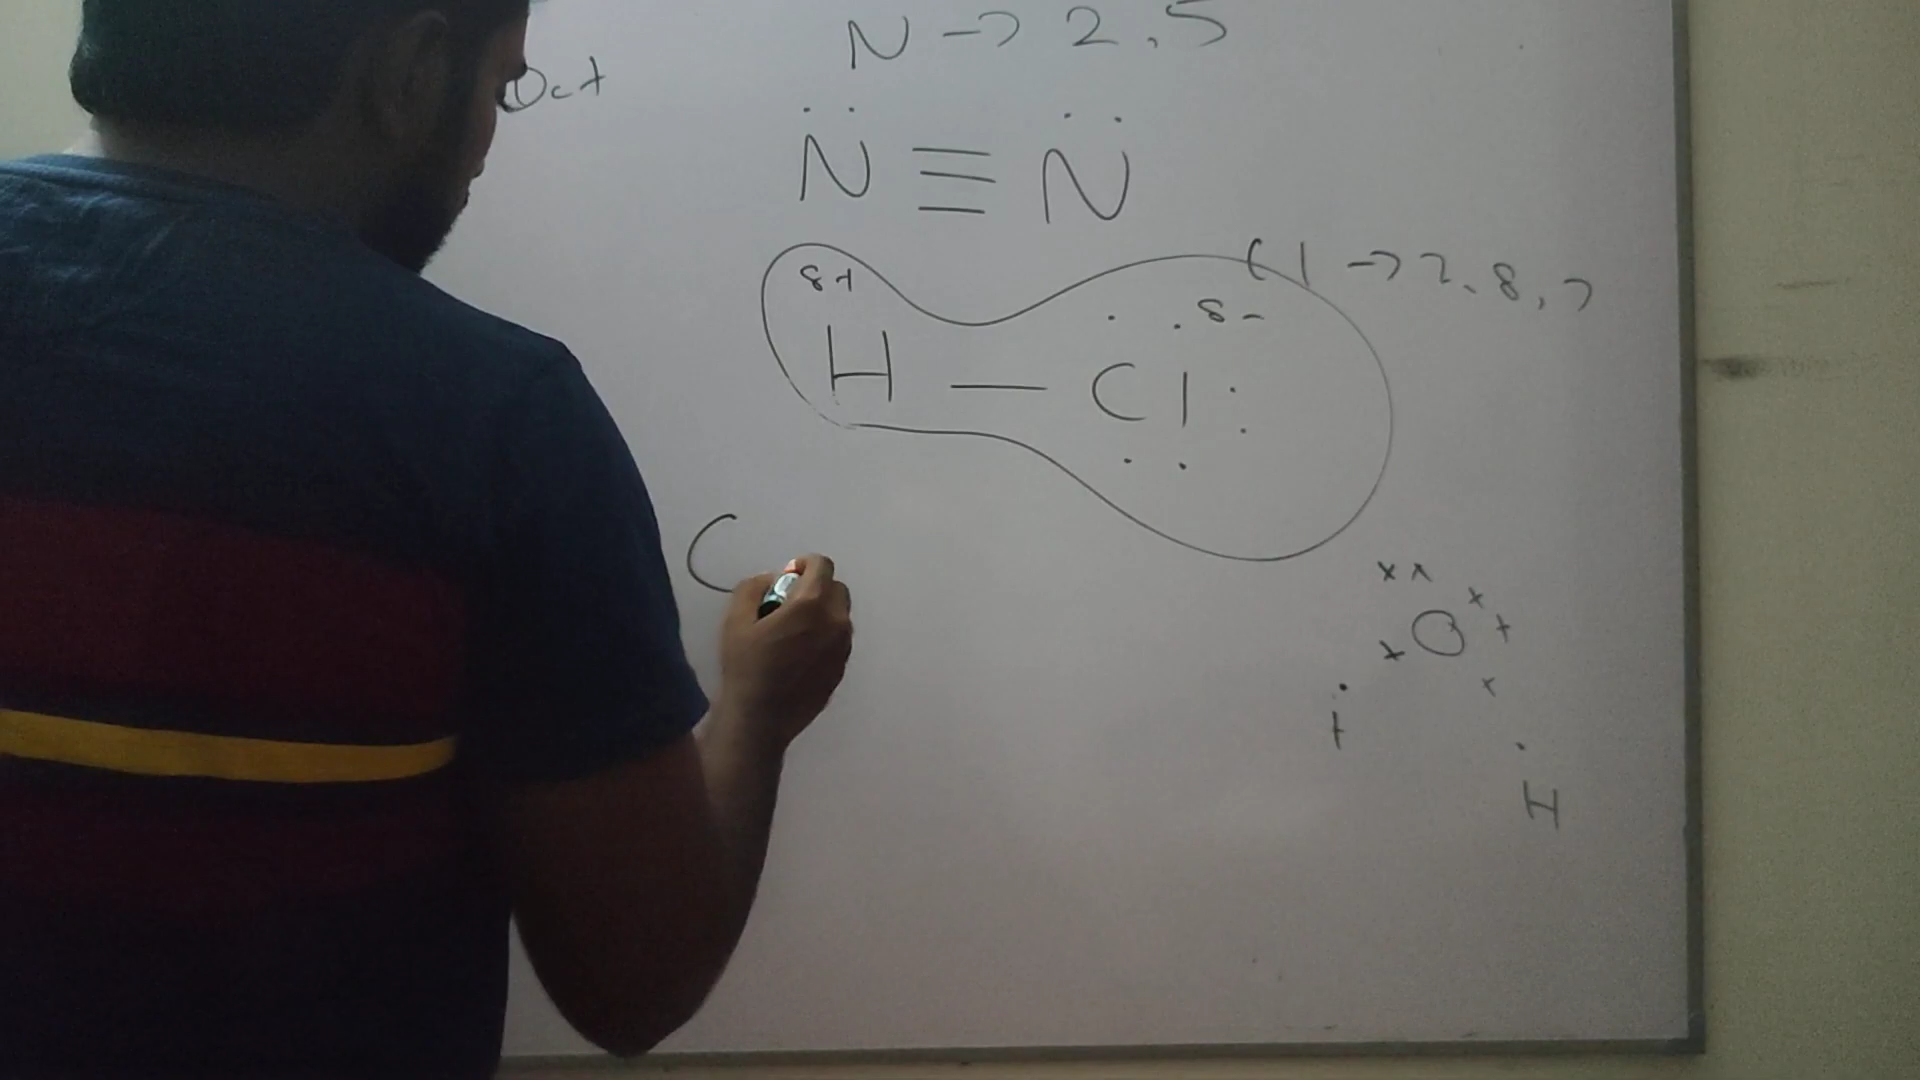 N → 2, 5
Oct
N ≡ N
Cl → 2, 8, 7
δ+
δ-
H — Cl
C
x x
O
H